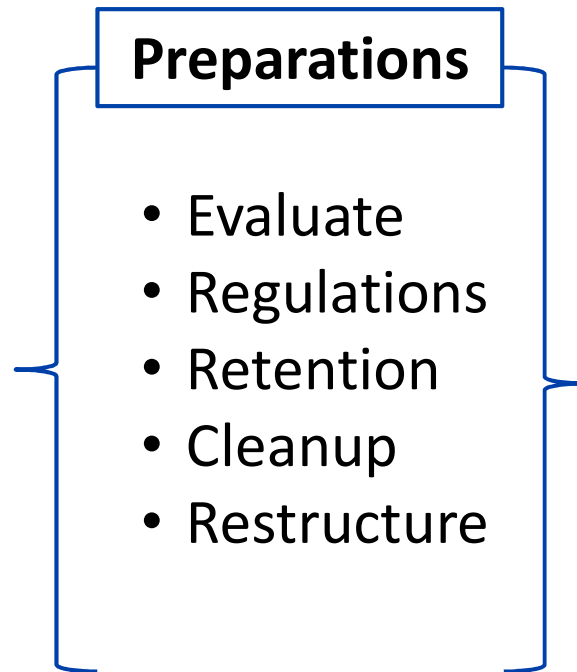 Preparations
• Evaluate
• Regulations
• Retention
• Cleanup
• Restructure